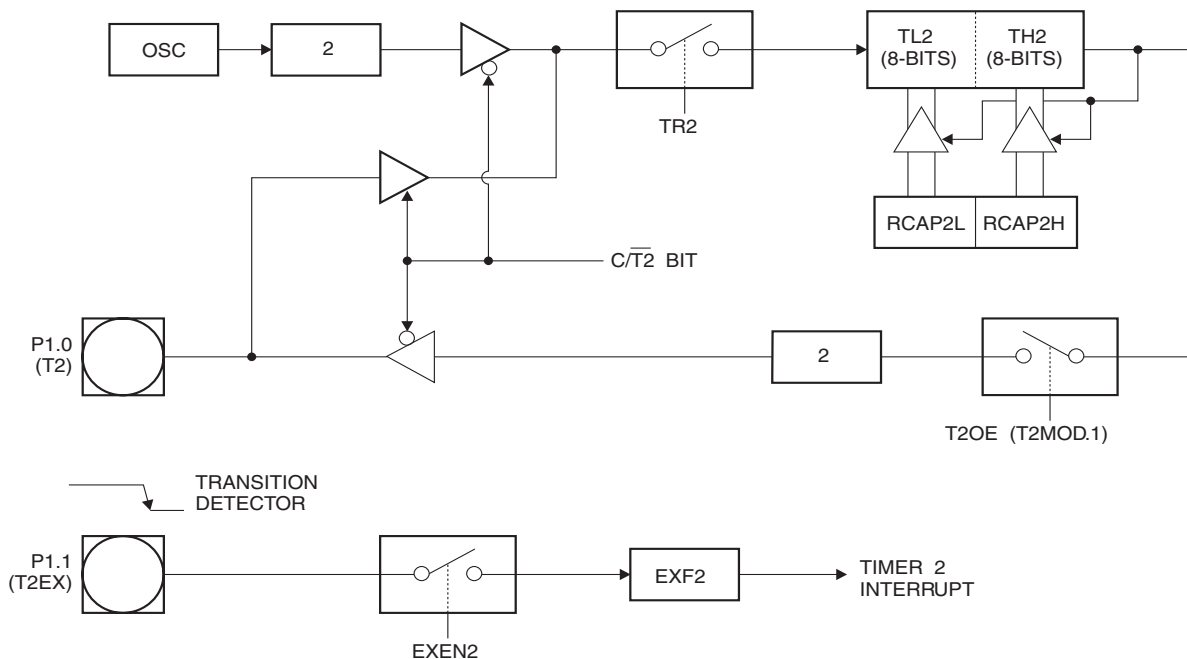 OSC
2
TR2
TL2
(8-BITS)
TH2
(8-BITS)
RCAP2L
RCAP2H
C/T̅2̅ BIT
P1.0
(T2)
2
T2OE (T2MOD.1)
TRANSITION
DETECTOR
P1.1
(T2EX)
EXEN2
EXF2
TIMER 2
INTERRUPT